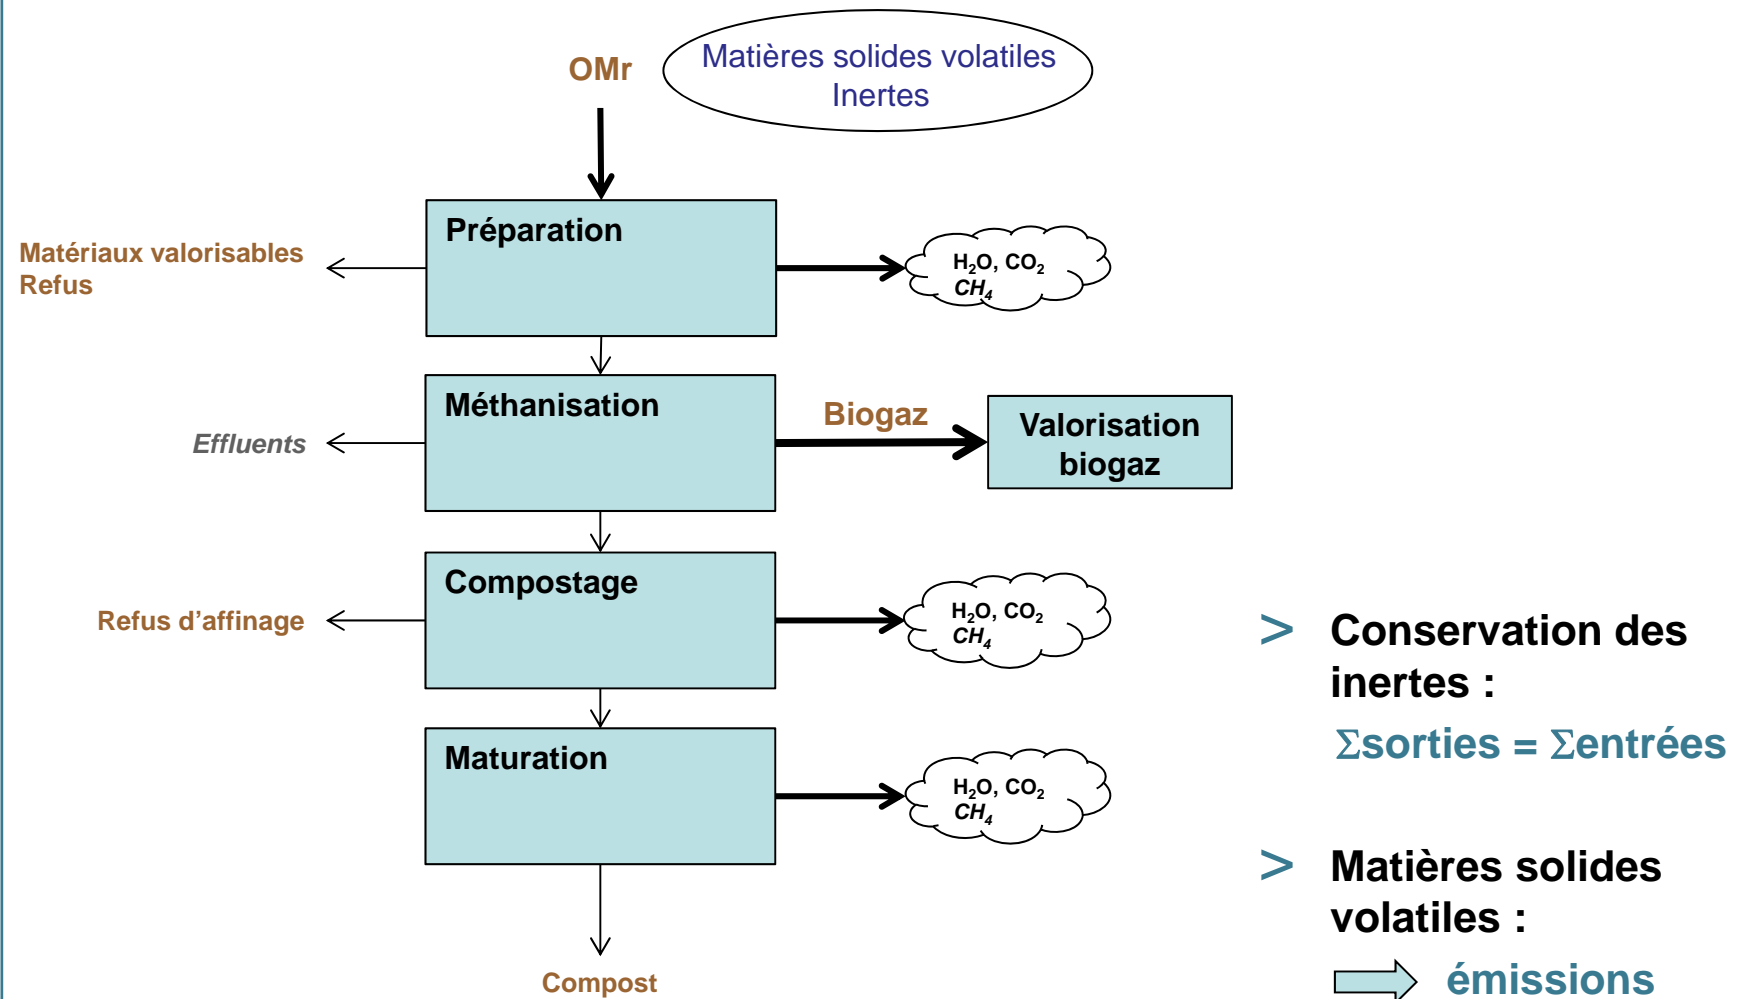 OMr
Matières solides volatiles
Inertes
Préparation
Matériaux valorisables
Refus
H₂O, CO₂
CH₄
Méthanisation
Effluents
Biogaz
Valorisation
biogaz
Compostage
Refus d’affinage
H₂O, CO₂
CH₄
Maturation
H₂O, CO₂
CH₄
Compost
> Conservation des
inertes :
Σsorties = Σentrées
> Matières solides
volatiles :
émissions